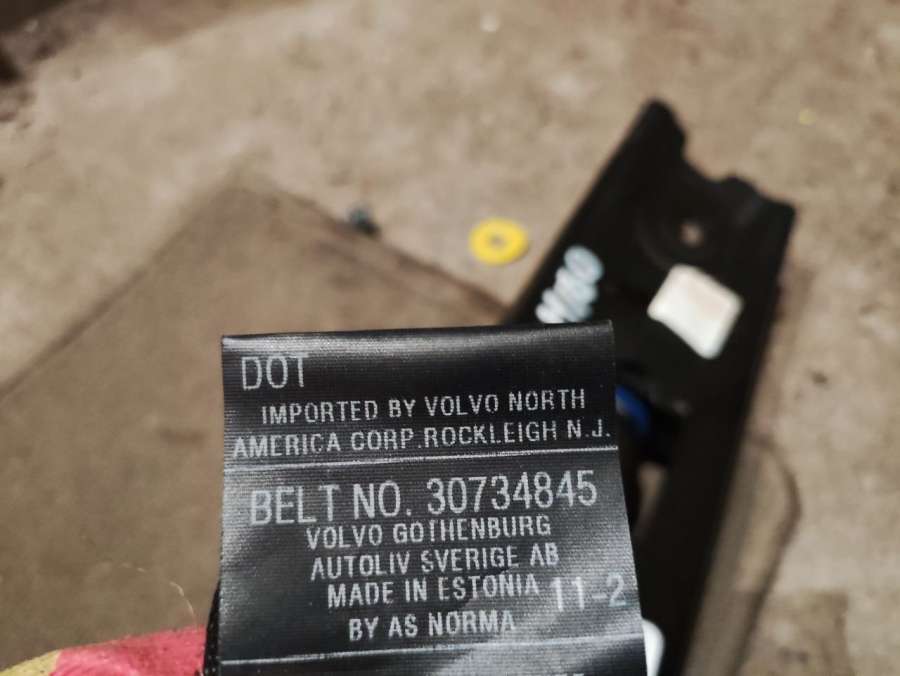 DOT
IMPORTED BY VOLVO NORTH
AMERICA CORP.ROCKLEIGH N.J.
BELT NO. 30734845
VOLVO GOTHENBURG
AUTOLIV SVERIGE AB
MADE IN ESTONIA 11-2
BY AS NORMA